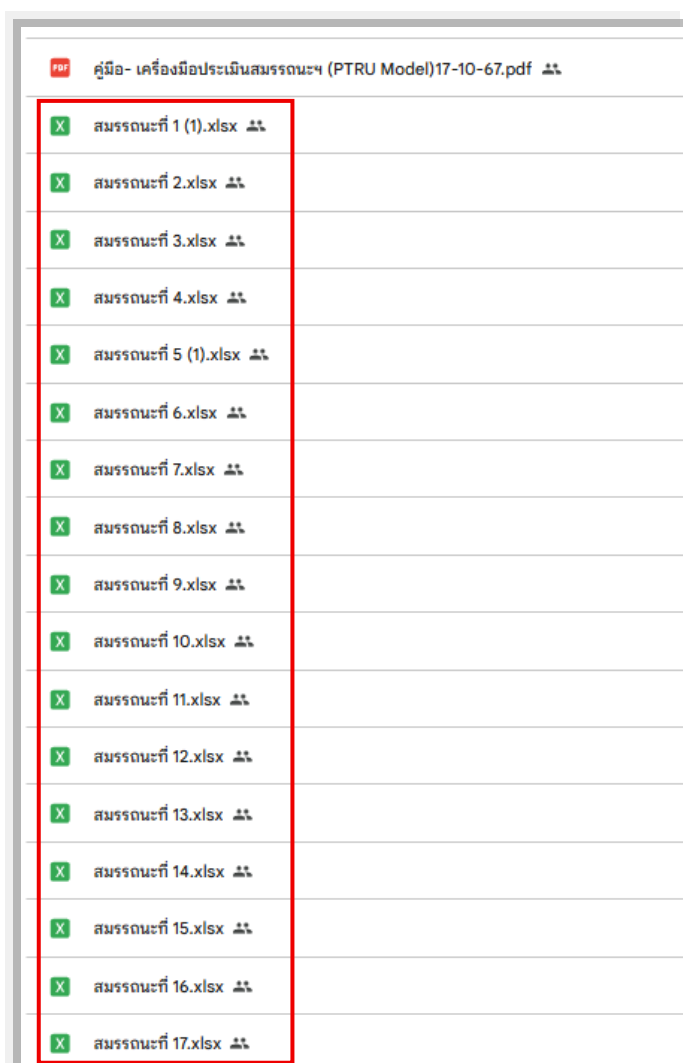 PDF คู่มือ- เครื่องมือประเมินสมรรถนะฯ (PTRU Model)17-10-67.pdf
X สมรรถนะที่ 1 (1).xlsx
X สมรรถนะที่ 2.xlsx
X สมรรถนะที่ 3.xlsx
X สมรรถนะที่ 4.xlsx
X สมรรถนะที่ 5 (1).xlsx
X สมรรถนะที่ 6.xlsx
X สมรรถนะที่ 7.xlsx
X สมรรถนะที่ 8.xlsx
X สมรรถนะที่ 9.xlsx
X สมรรถนะที่ 10.xlsx
X สมรรถนะที่ 11.xlsx
X สมรรถนะที่ 12.xlsx
X สมรรถนะที่ 13.xlsx
X สมรรถนะที่ 14.xlsx
X สมรรถนะที่ 15.xlsx
X สมรรถนะที่ 16.xlsx
X สมรรถนะที่ 17.xlsx